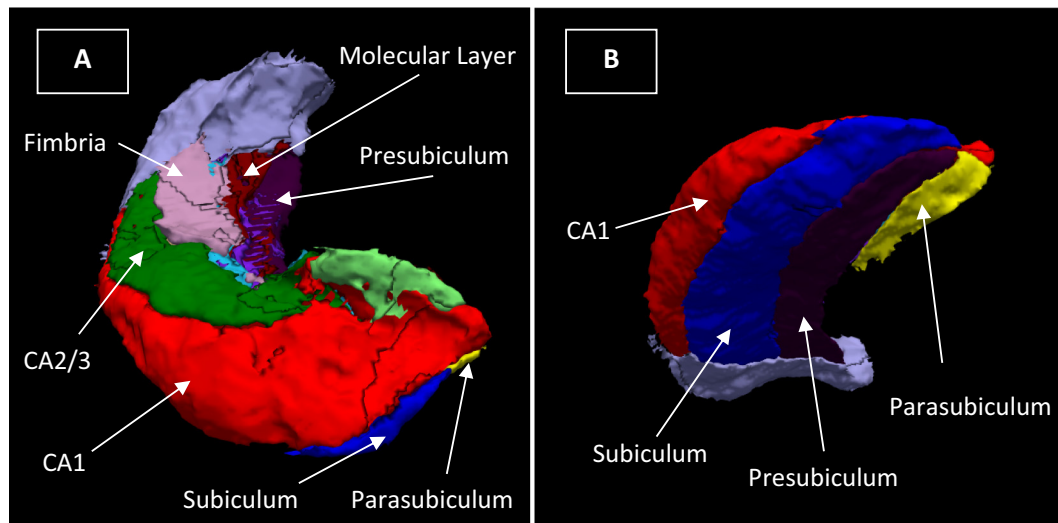 A
Molecular Layer
Fimbria
Presubiculum
CA2/3
CA1
Subiculum
Parasubiculum
B
CA1
Parasubiculum
Subiculum
Presubiculum